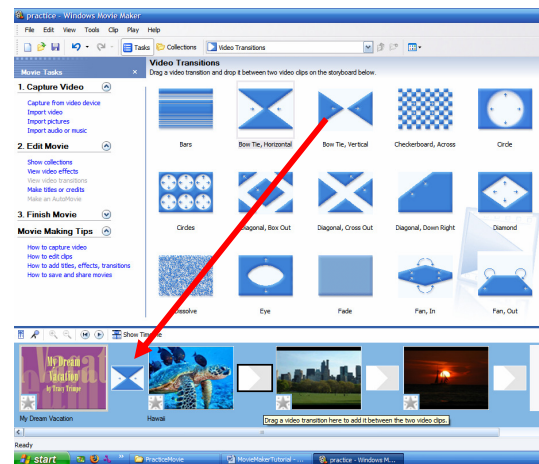 practice - Windows Movie Maker
File Edit View Tools Clip Play Help
Tasks Collections Video Transitions
Movie Tasks
Video Transitions
Drag a video transition and drop it between two video clips on the storyboard below.
1. Capture Video
Capture from video device
Import video
Import pictures
Import audio or music
2. Edit Movie
Show collections
View video effects
View video transitions
Make titles or credits
Make an AutoMovie
3. Finish Movie
Movie Making Tips
How to capture video
How to edit clips
How to add titles, effects, transitions
How to save and share movies
Bars
Bow Tie, Horizontal
Bow Tie, Vertical
Checkerboard, Across
Circle
Circles
Diagonal, Box Out
Diagonal, Cross Out
Diagonal, Down Right
Diamond
Dissolve
Eye
Fade
Fan, In
Fan, Out
Show Timeline
My Dream
Vacation
My Dream Vacation
Hawaii
Drag a video transition here to add it between the two video clips.
Ready
start
PracticeMovie
MovieMakerTutorial - ...
practice - Windows M...